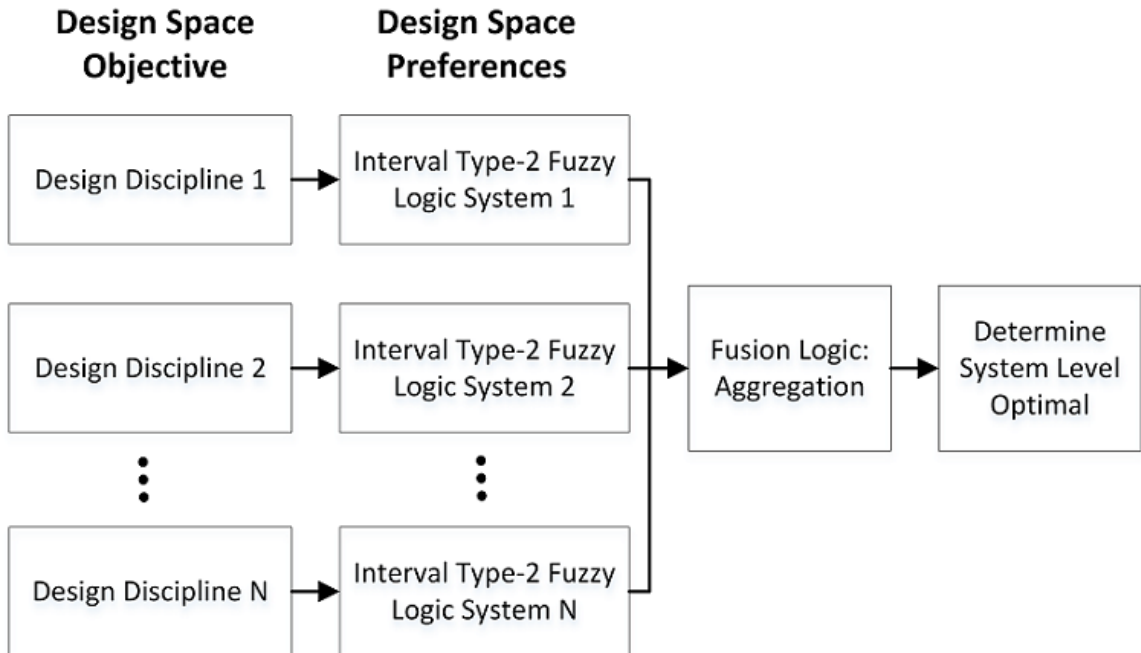 Design Space
Objective
Design Space
Preferences
Design Discipline 1
Interval Type-2 Fuzzy
Logic System 1
Design Discipline 2
Interval Type-2 Fuzzy
Logic System 2
Fusion Logic:
Aggregation
Determine
System Level
Optimal
Design Discipline N
Interval Type-2 Fuzzy
Logic System N